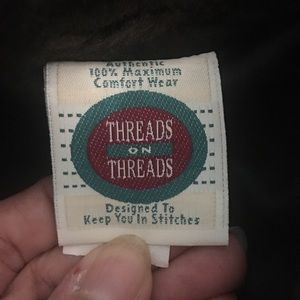 Authentic
100% Maximum
Comfort Wear
THREADS
ON
THREADS
Designed To
Keep You In Stitches